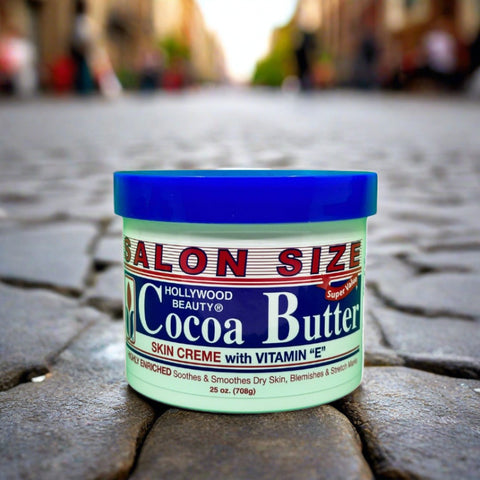 SALON SIZE
Super Value
HOLLYWOOD
BEAUTY®
Cocoa Butter
SKIN CREME with VITAMIN "E"
HIGHLY ENRICHED Soothes & Smoothes Dry Skin, Blemishes & Stretch Marks
25 oz. (708g)